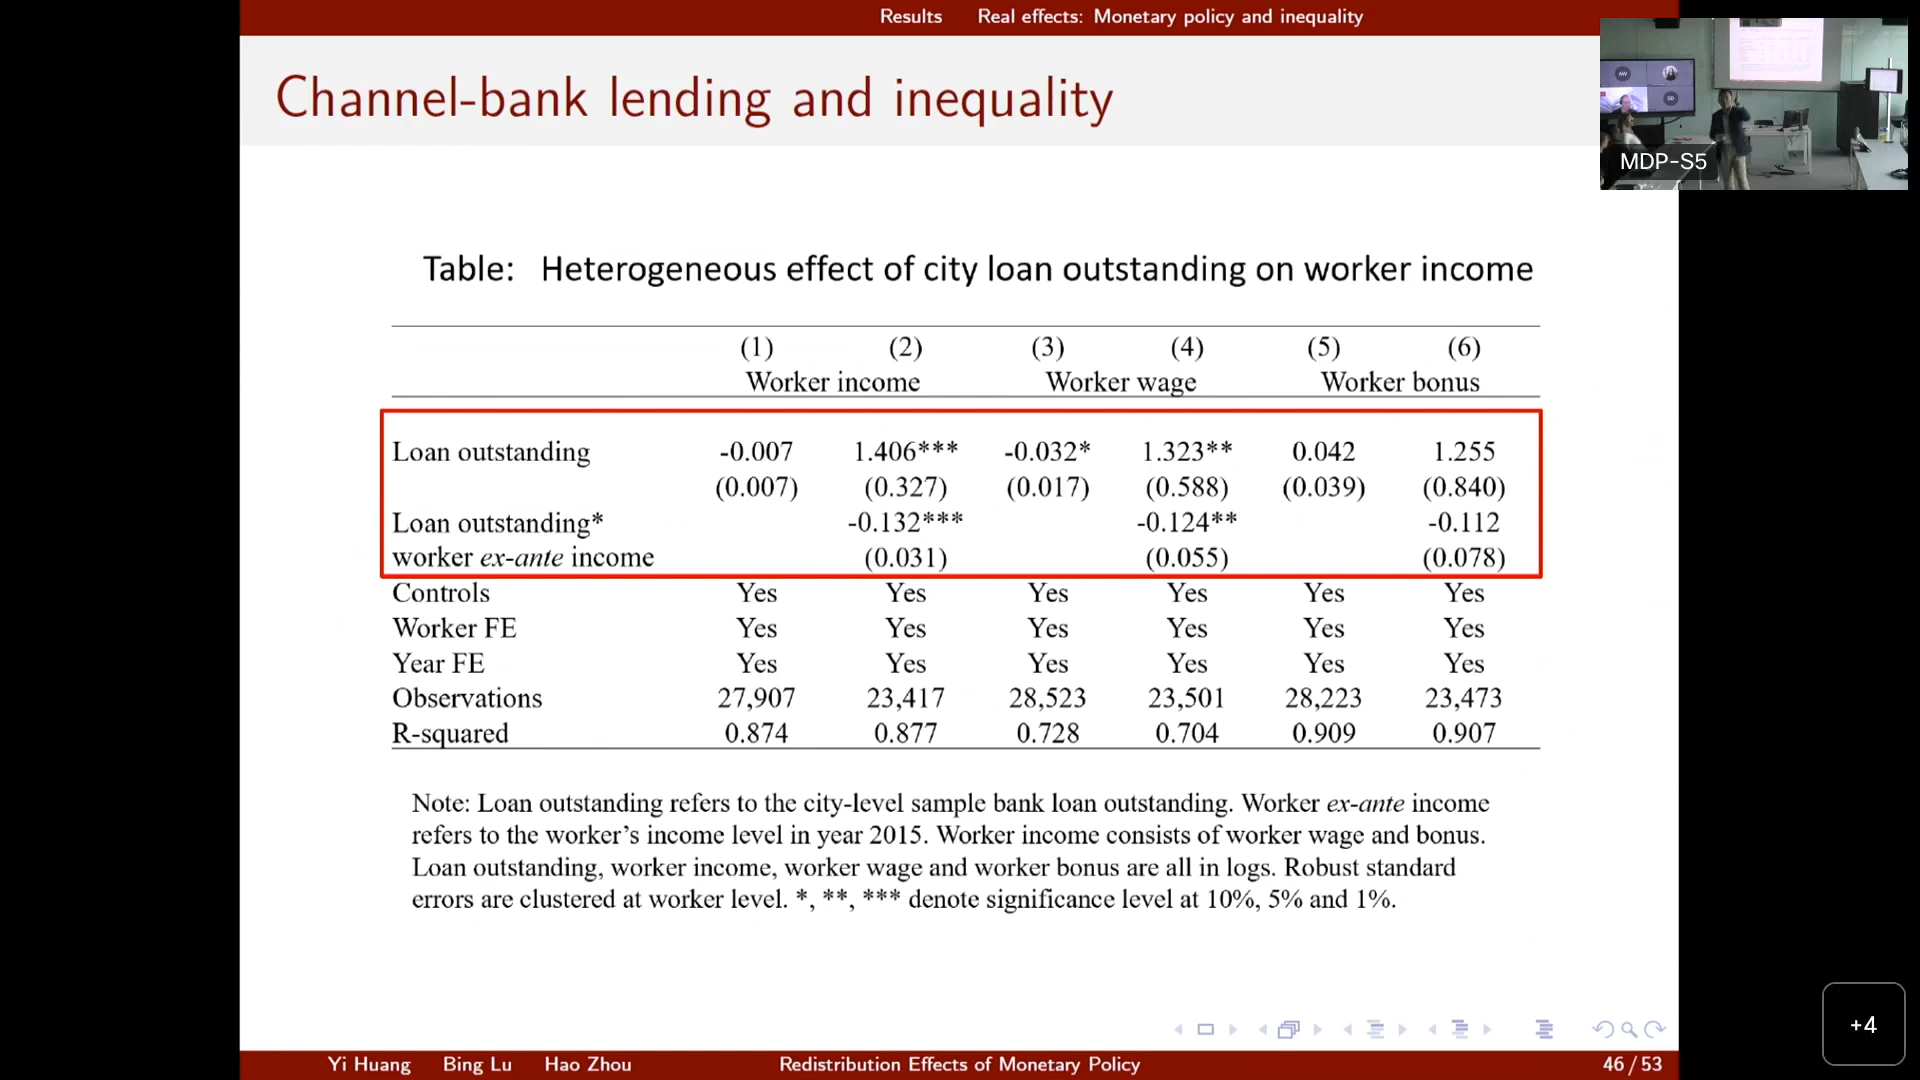 Results Real effects: Monetary policy and inequality
Channel-bank lending and inequality
MDP-S5
Table: Heterogeneous effect of city loan outstanding on worker income
(1) (2) (3) (4) (5) (6)
Worker income Worker wage Worker bonus
Loan outstanding -0.007 1.406*** -0.032* 1.323** 0.042 1.255
(0.007) (0.327) (0.017) (0.588) (0.039) (0.840)
Loan outstanding* -0.132*** -0.124** -0.112
worker ex-ante income (0.031) (0.055) (0.078)
Controls Yes Yes Yes Yes Yes Yes
Worker FE Yes Yes Yes Yes Yes Yes
Year FE Yes Yes Yes Yes Yes Yes
Observations 27,907 23,417 28,523 23,501 28,223 23,473
R-squared 0.874 0.877 0.728 0.704 0.909 0.907
Note: Loan outstanding refers to the city-level sample bank loan outstanding. Worker ex-ante income
refers to the worker's income level in year 2015. Worker income consists of worker wage and bonus.
Loan outstanding, worker income, worker wage and worker bonus are all in logs. Robust standard
errors are clustered at worker level. *, **, *** denote significance level at 10%, 5% and 1%.
+4
Yi Huang Bing Lu Hao Zhou Redistribution Effects of Monetary Policy 46 / 53